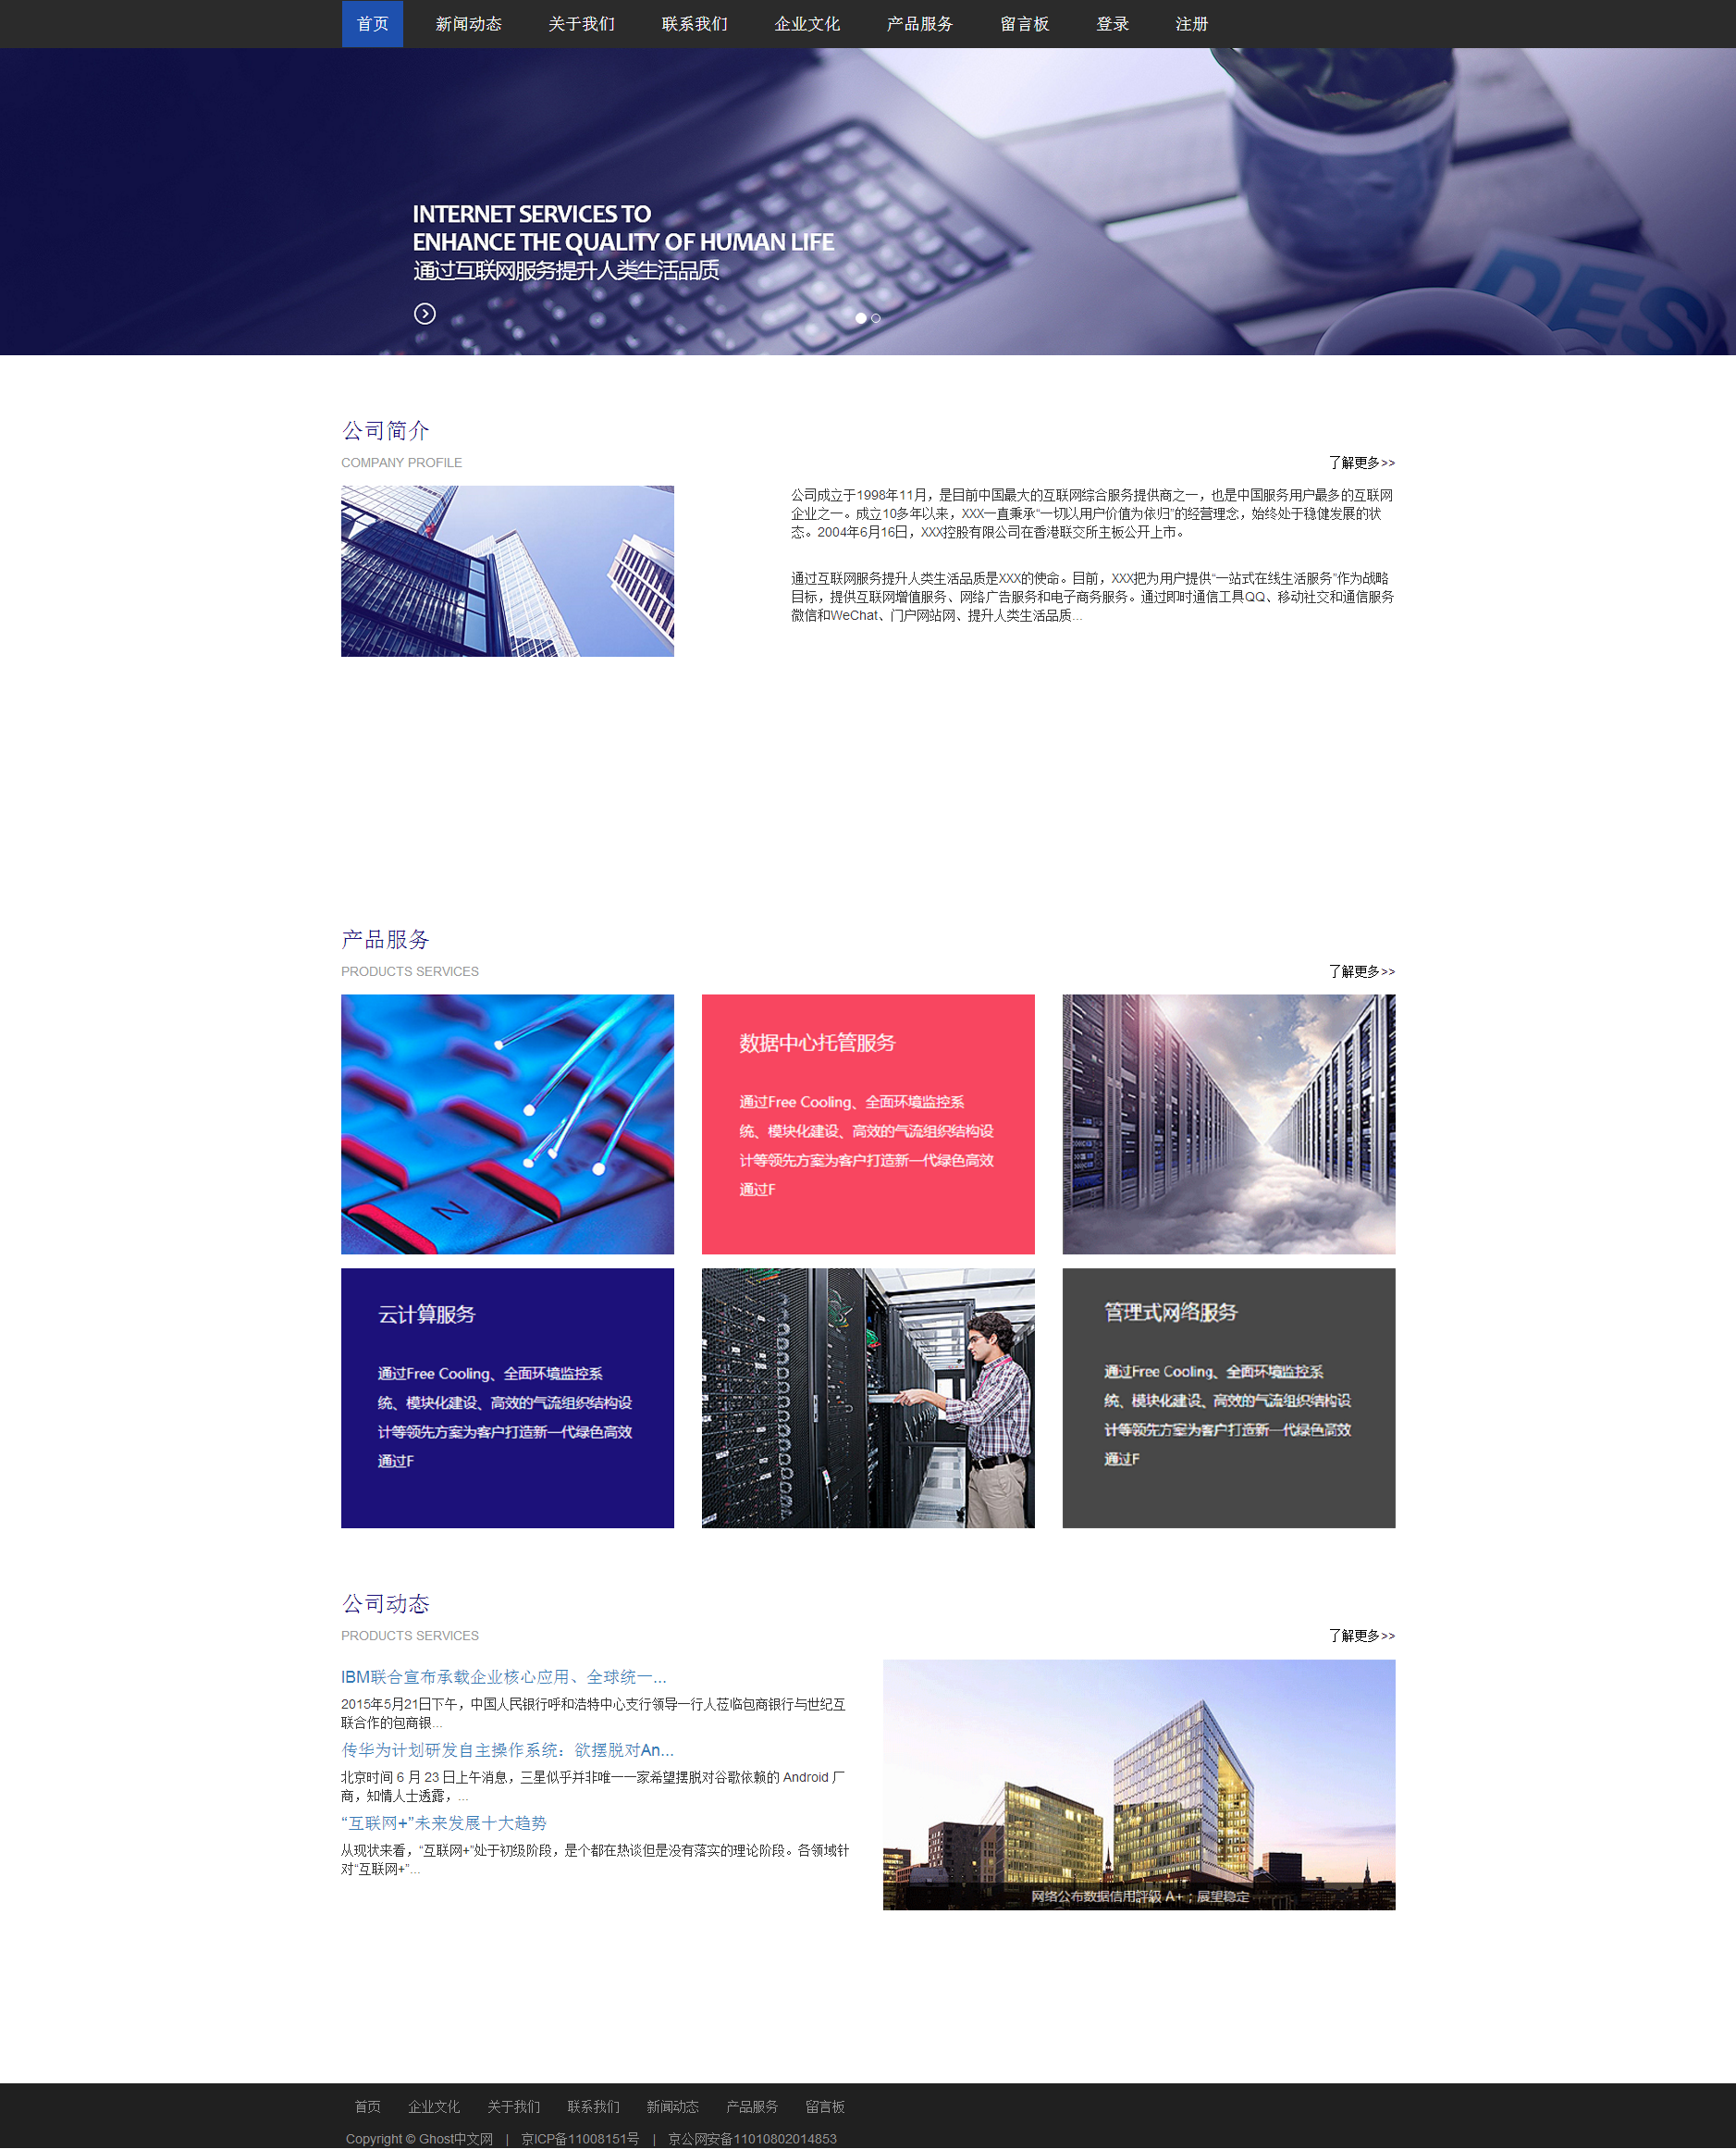 首页 新闻动态 关于我们 联系我们 企业文化 产品服务 留言板 登录 注册
INTERNET SERVICES TO
ENHANCE THE QUALITY OF HUMAN LIFE
通过互联网服务提升人类生活品质
DES
公司简介
COMPANY PROFILE 了解更多>>
公司成立于1998年11月，是目前中国最大的互联网综合服务提供商之一，也是中国服务用户最多的互联网
企业之一。成立10多年以来，XXX一直秉承“一切以用户价值为依归”的经营理念，始终处于稳健发展的状
态。2004年6月16日，XXX控股有限公司在香港联交所主板公开上市。
通过互联网服务提升人类生活品质是XXX的使命。目前，XXX把为用户提供“一站式在线生活服务”作为战略
目标，提供互联网增值服务、网络广告服务和电子商务服务。通过即时通信工具QQ、移动社交和通信服务
微信和WeChat、门户网站网、提升人类生活品质...
产品服务
PRODUCTS SERVICES 了解更多>>
N
数据中心托管服务
通过Free Cooling、全面环境监控系
统、模块化建设、高效的气流组织结构设
计等领先方案为客户打造新一代绿色高效
通过F
云计算服务
通过Free Cooling、全面环境监控系
统、模块化建设、高效的气流组织结构设
计等领先方案为客户打造新一代绿色高效
通过F
管理式网络服务
通过Free Cooling、全面环境监控系
统、模块化建设、高效的气流组织结构设
计等领先方案为客户打造新一代绿色高效
通过F
公司动态
PRODUCTS SERVICES 了解更多>>
IBM联合宣布承载企业核心应用、全球统一...
2015年5月21日下午，中国人民银行呼和浩特中心支行领导一行人莅临包商银行与世纪互
联合作的包商银...
传华为计划研发自主操作系统：欲摆脱对An...
北京时间 6 月 23 日上午消息，三星似乎并非唯一一家希望摆脱对谷歌依赖的 Android 厂
商，知情人士透露，...
“互联网+”未来发展十大趋势
从现状来看，“互联网+”处于初级阶段，是个都在热谈但是没有落实的理论阶段。各领域针
对“互联网+”...
网络公布数据信用評級 A+；展望稳定
首页 企业文化 关于我们 联系我们 新闻动态 产品服务 留言板
Copyright © Ghost中文网 | 京ICP备11008151号 | 京公网安备11010802014853